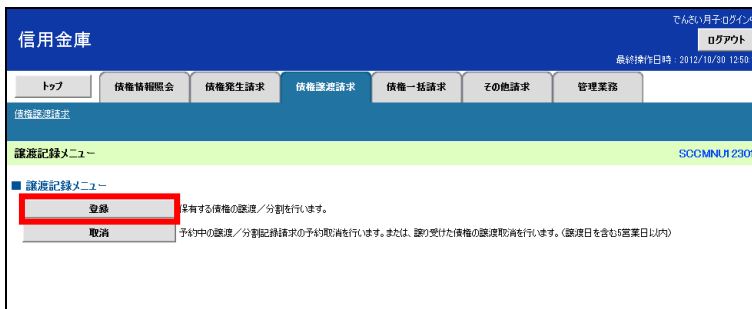 でんさい月子:ログイン中
信用金庫
ログアウト
最終操作日時：2012/10/30 12:50:
トップ 債権情報照会 債権発生請求 債権譲渡請求 債権一括請求 その他請求 管理業務
債権譲渡請求
譲渡記録メニュー SCCMNU12301
■ 譲渡記録メニュー
登録 保有する債権の譲渡／分割を行います。
取消 予約中の譲渡／分割記録請求の予約取消を行います。または、譲り受けた債権の譲渡取消を行います。（譲渡日を含む5営業日以内）